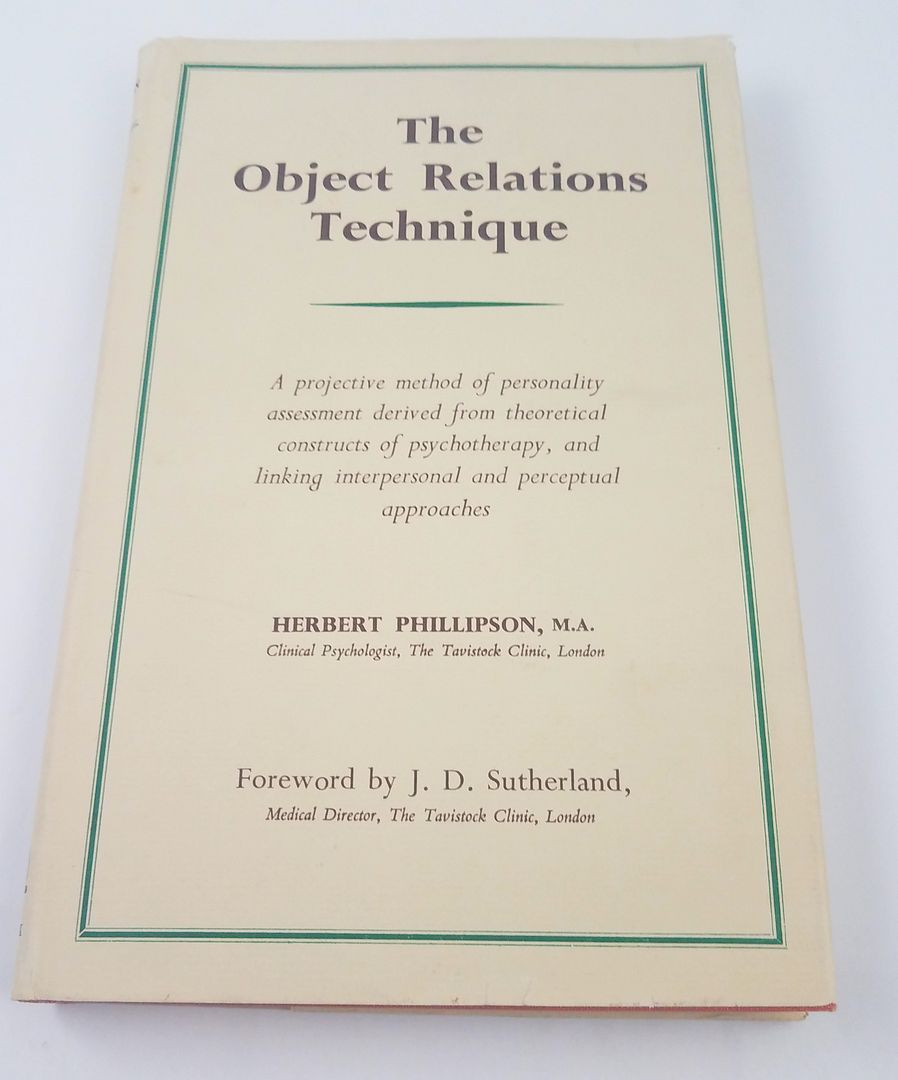 The
Object Relations
Technique
A projective method of personality
assessment derived from theoretical
constructs of psychotherapy, and
linking interpersonal and perceptual
approaches
HERBERT PHILLIPSON, M.A.
Clinical Psychologist, The Tavistock Clinic, London
Foreword by J. D. Sutherland,
Medical Director, The Tavistock Clinic, London